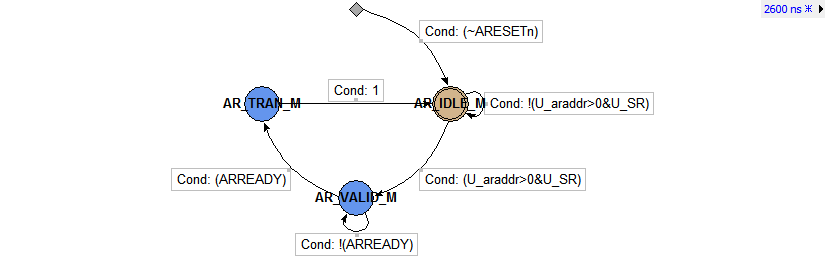 2600 ns
Cond: (~ARESETn)
Cond: 1
AR_TRAN_M
AR_IDLE_M
Cond: !(U_araddr>0&U_SR)
Cond: (ARREADY)
Cond: (U_araddr>0&U_SR)
AR_VALID_M
Cond: !(ARREADY)